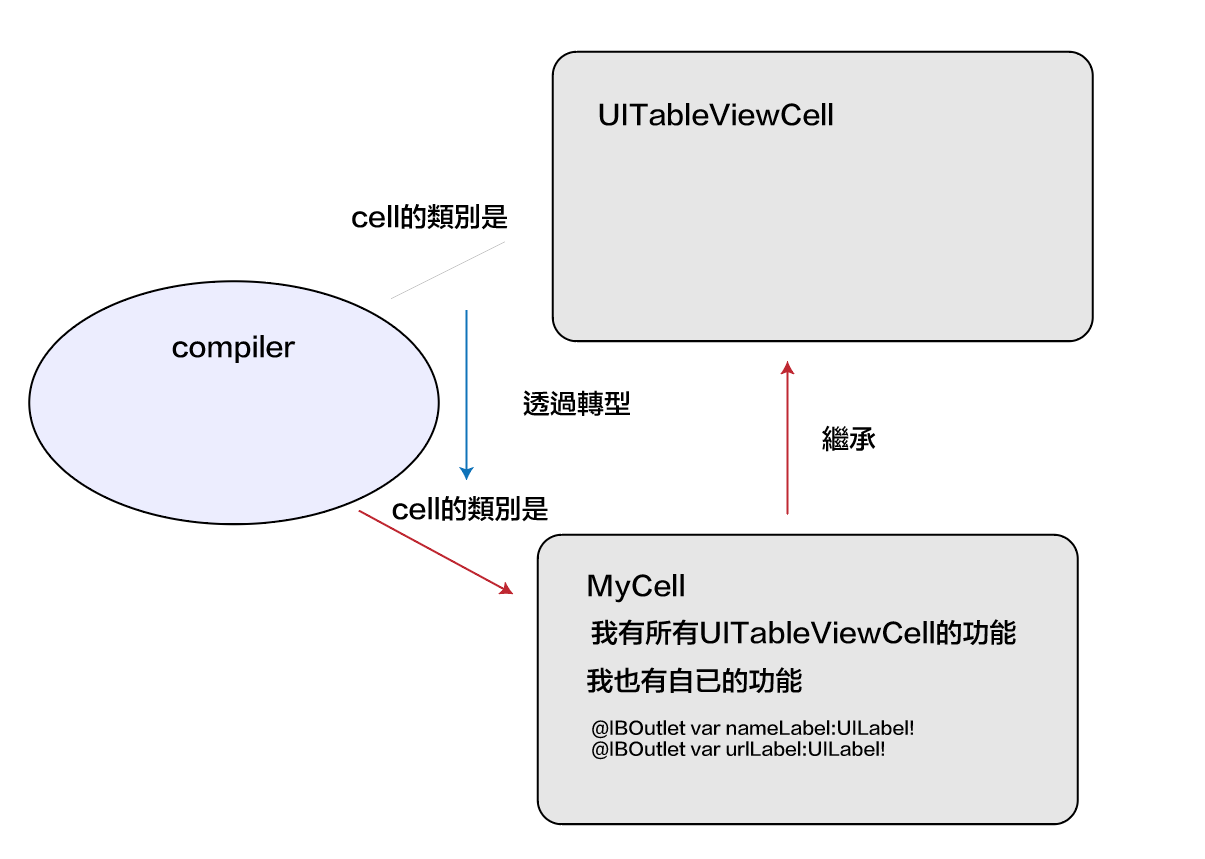 UITableViewCell
cell的類別是
compiler
透過轉型
繼承
cell的類別是
MyCell
我有所有UITableViewCell的功能
我也有自已的功能
@IBOutlet var nameLabel:UILabel!
@IBOutlet var urlLabel:UILabel!